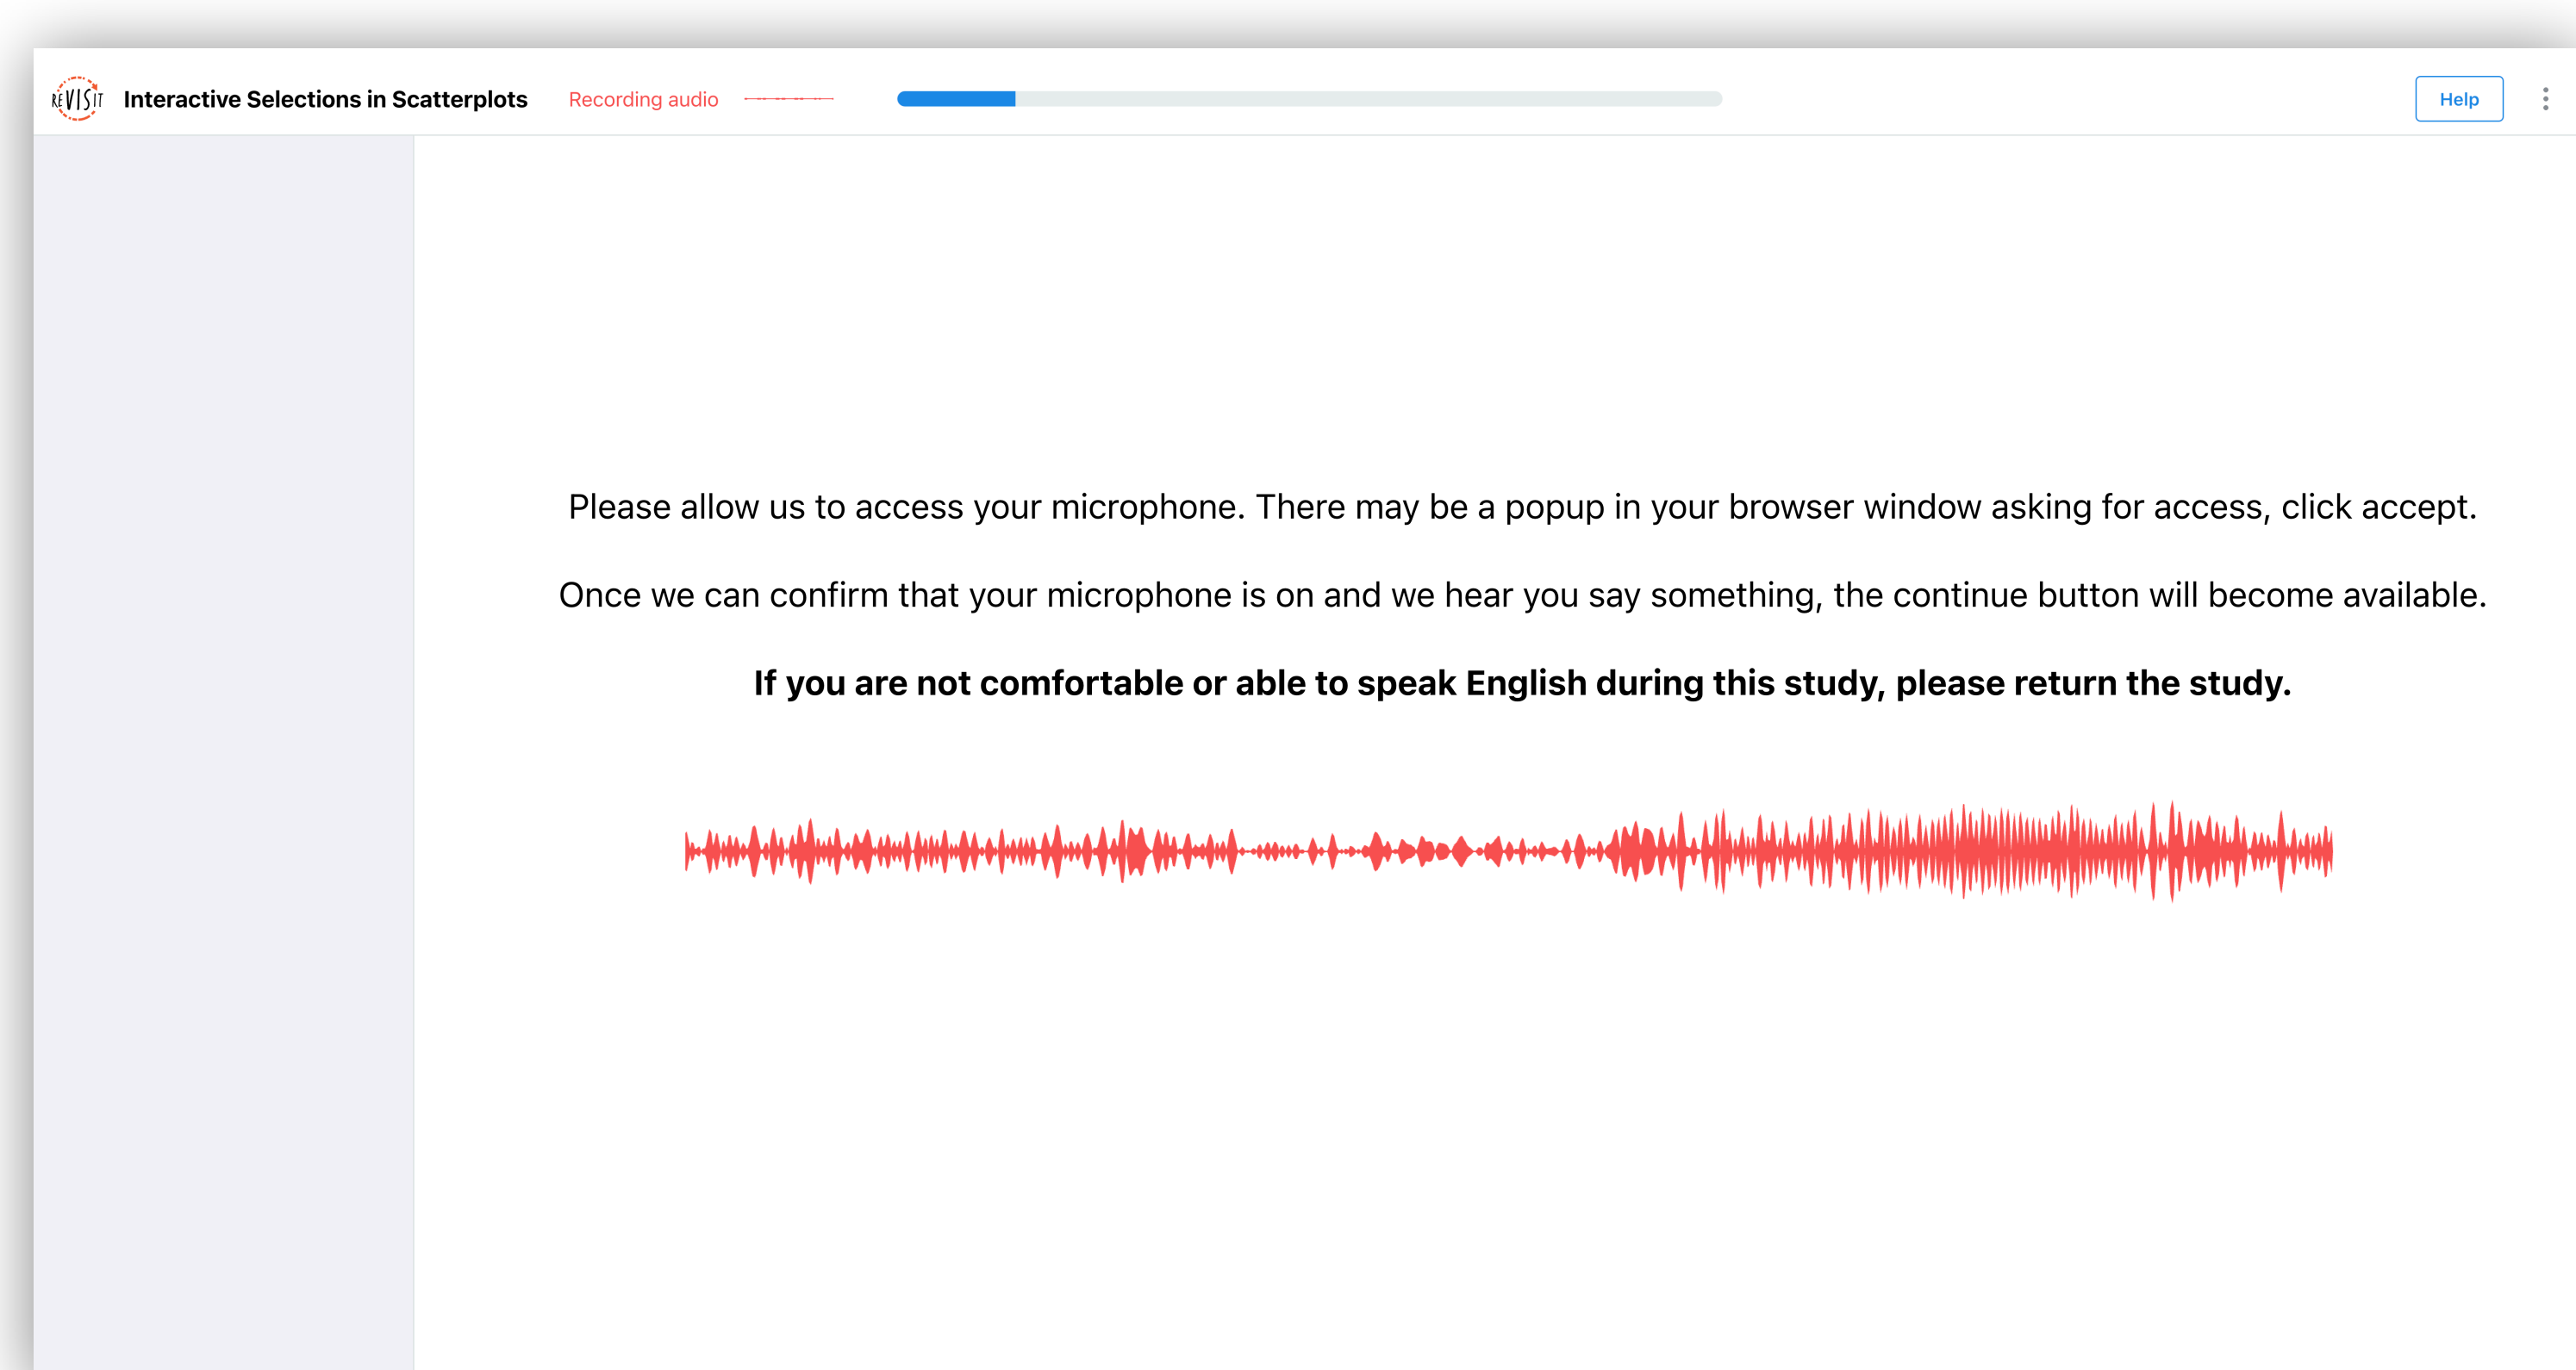 reVISit
Interactive Selections in Scatterplots
Recording audio
Help
Please allow us to access your microphone. There may be a popup in your browser window asking for access, click accept.
Once we can confirm that your microphone is on and we hear you say something, the continue button will become available.
If you are not comfortable or able to speak English during this study, please return the study.